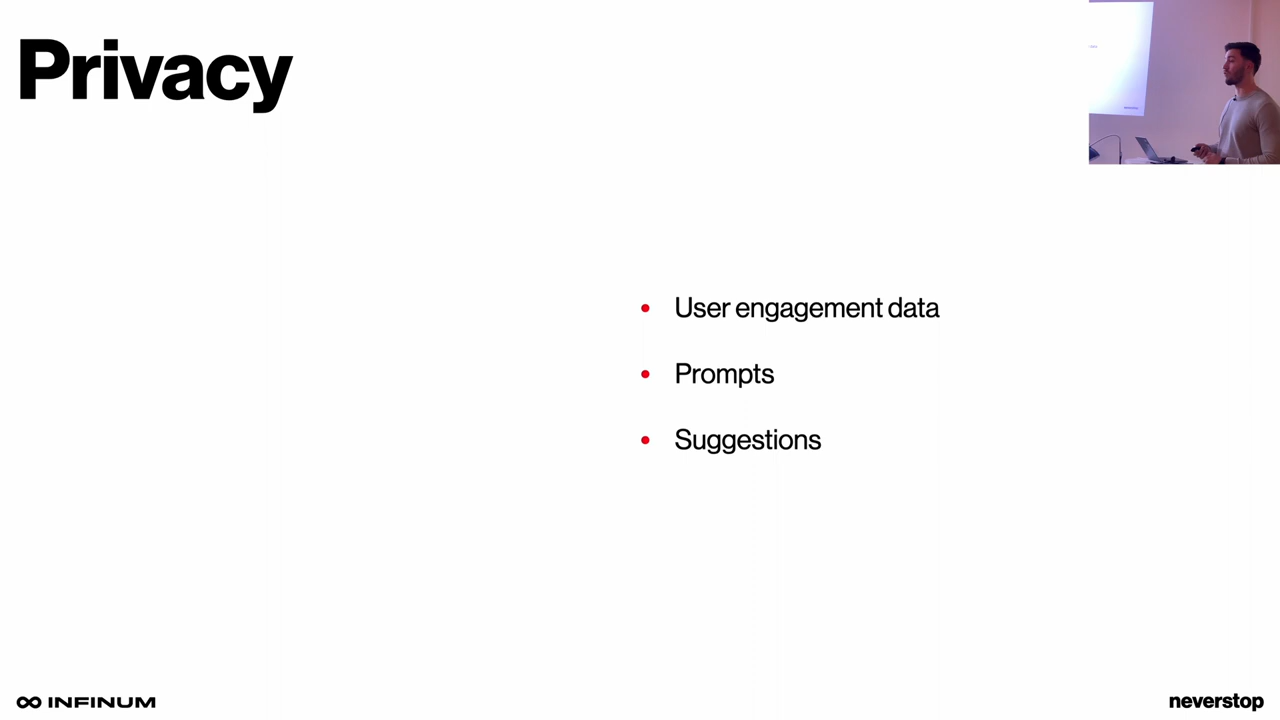 Privacy
User engagement data
Prompts
Suggestions
INFINUM
neverstop